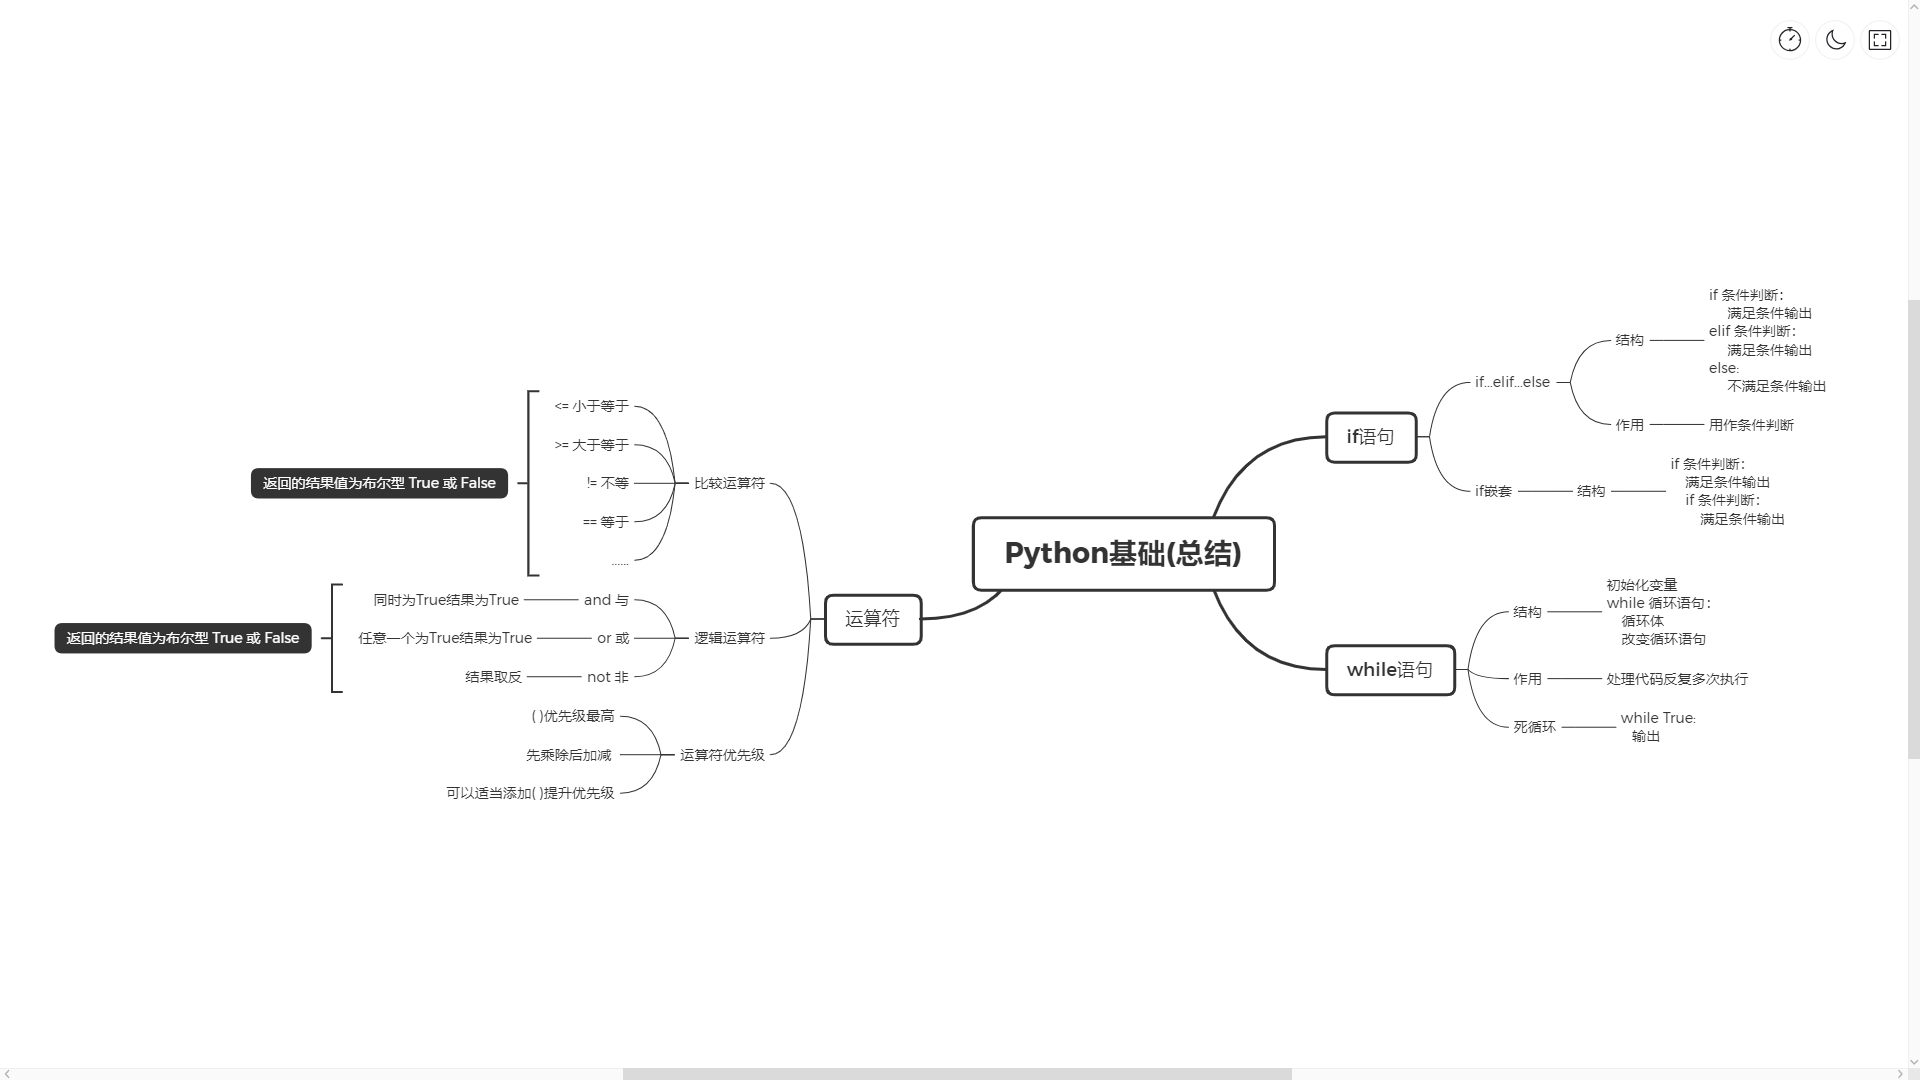 Python基础(总结)
if语句
if...elif...else
结构
if 条件判断：
满足条件输出
elif 条件判断：
满足条件输出
else:
不满足条件输出
作用
用作条件判断
if嵌套
结构
if 条件判断：
满足条件输出
if 条件判断：
满足条件输出
while语句
结构
初始化变量
while 循环语句：
循环体
改变循环语句
作用
处理代码反复多次执行
死循环
while True:
输出
运算符
比较运算符
<= 小于等于
>= 大于等于
!= 不等
== 等于
......
返回的结果值为布尔型 True 或 False
逻辑运算符
and 与
同时为True结果为True
or 或
任意一个为True结果为True
not 非
结果取反
返回的结果值为布尔型 True 或 False
运算符优先级
( )优先级最高
先乘除后加减
可以适当添加( )提升优先级